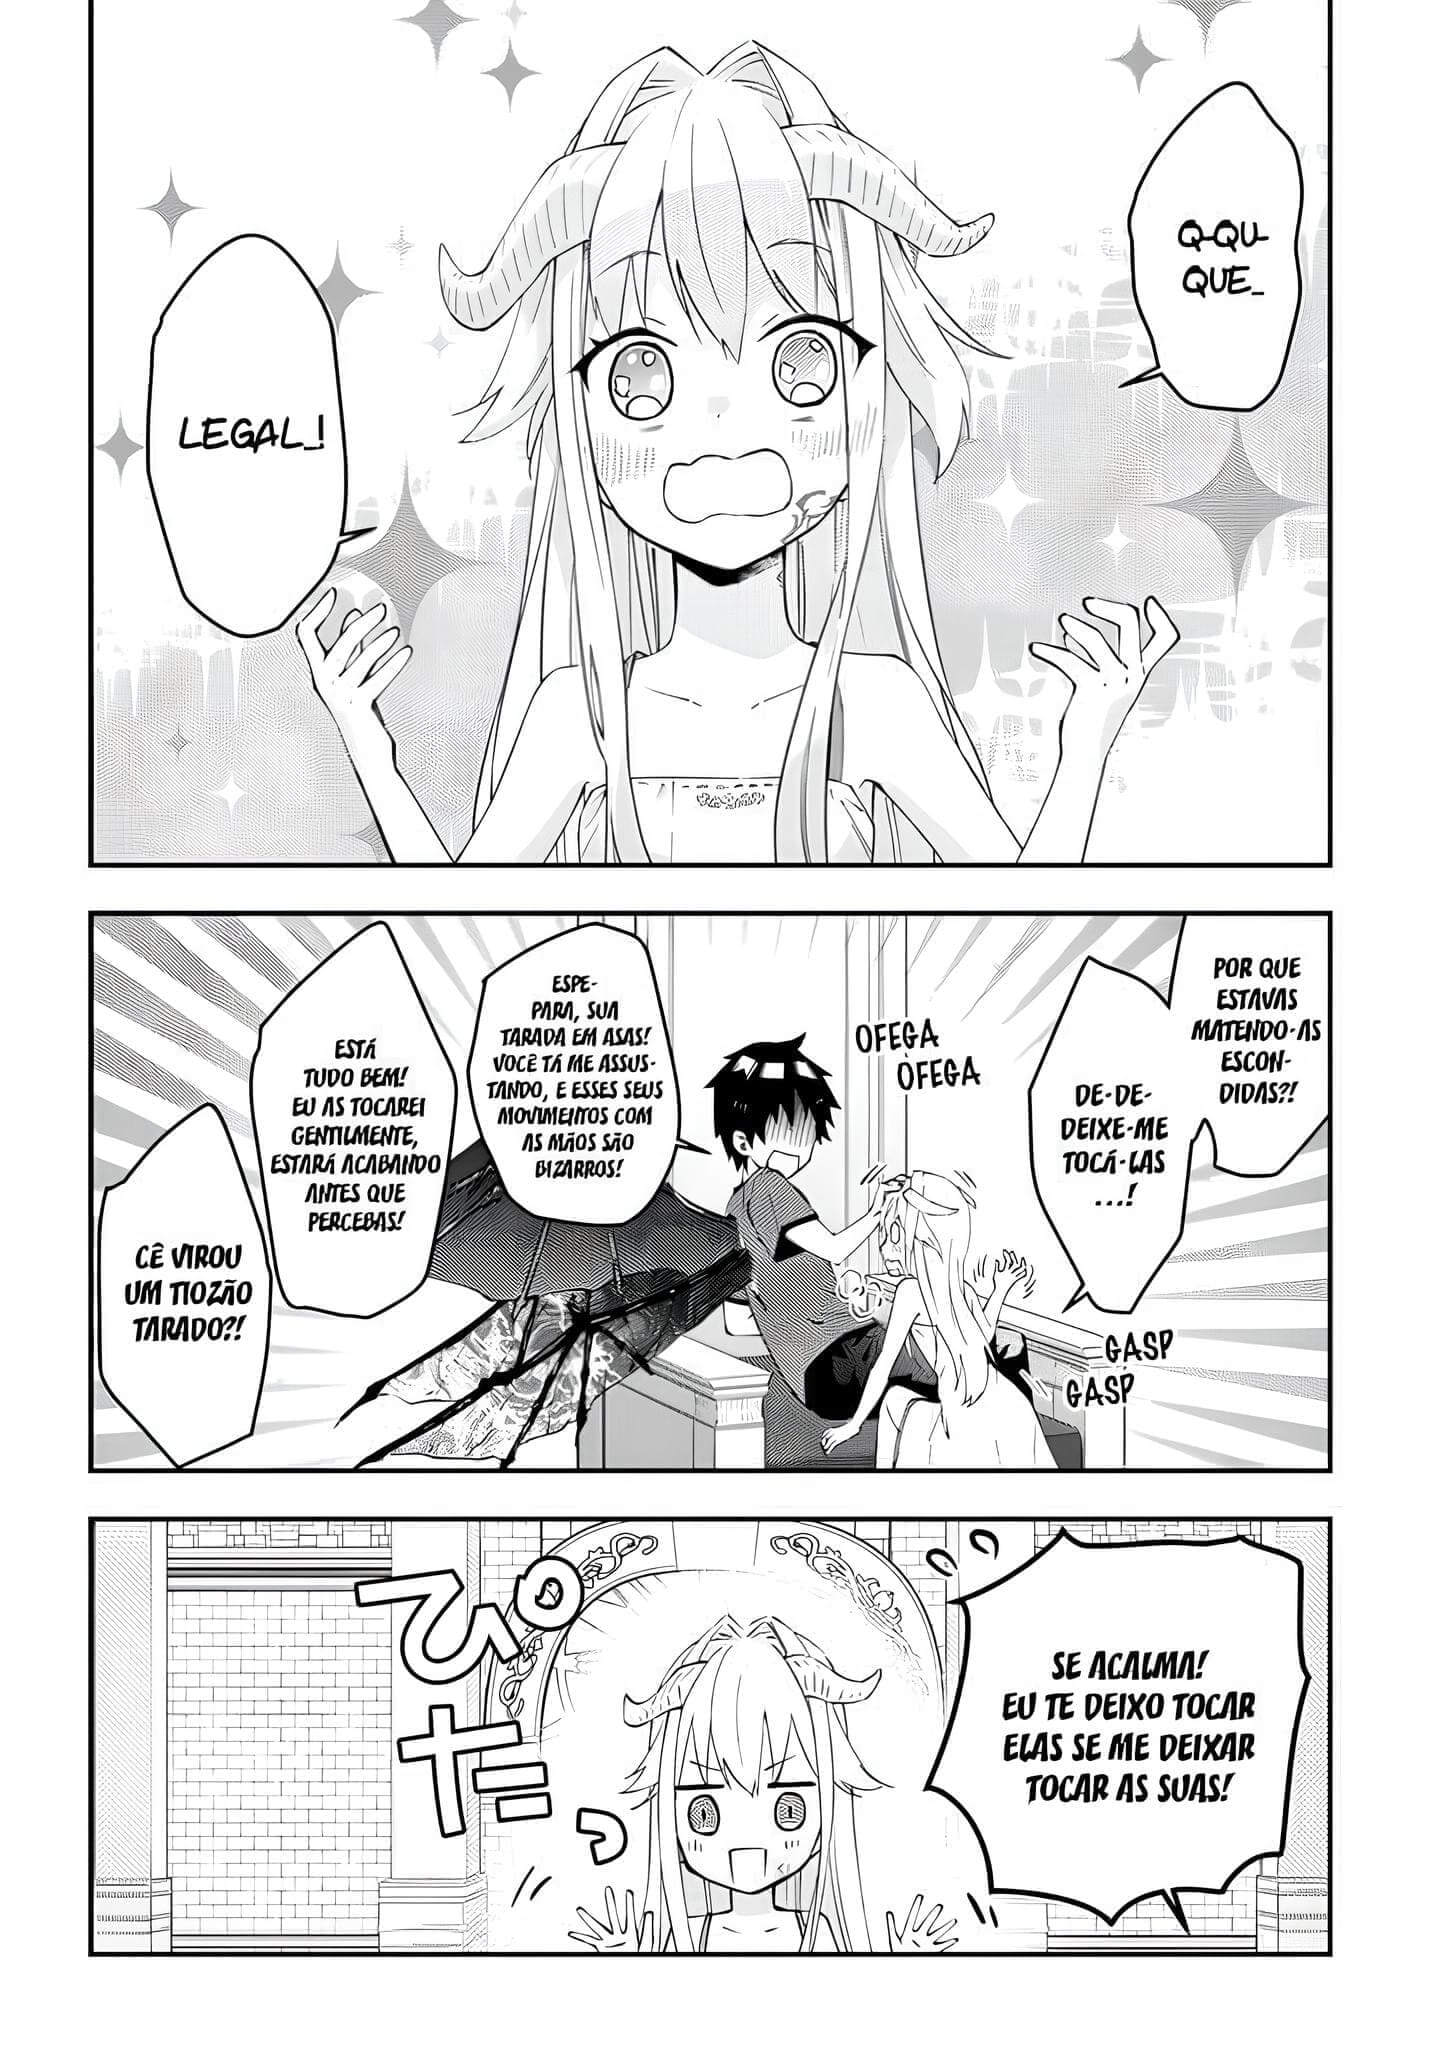 Q-QU-
QUE...
LEGAL...!
POR QUE
ESTAVAS
MATENDO-AS
ESCON-
DIDAS?!
DE-DE-
DEIXE-ME
TOCÁ-LAS
...!
OFEGA
OFEGA
ESPE-
PARA, SUA
TARADA EM ASAS!
VOCÊ TÁ ME ASSUS-
TANDO, E ESSES SEUS
MOVIMENTOS COM
AS MÃOS SÃO
BIZARROS!
ESTÁ
TUDO BEM!
EU AS TOCAREI
GENTILMENTE,
ESTARÁ ACABANDO
ANTES QUE
PERCEBAS!
CÊ VIROU
UM TIOZÃO
TARADO?!
GASP
GASP
SE ACALMA!
EU TE DEIXO TOCAR
ELAS SE ME DEIXAR
TOCAR AS SUAS!
ぴたっ